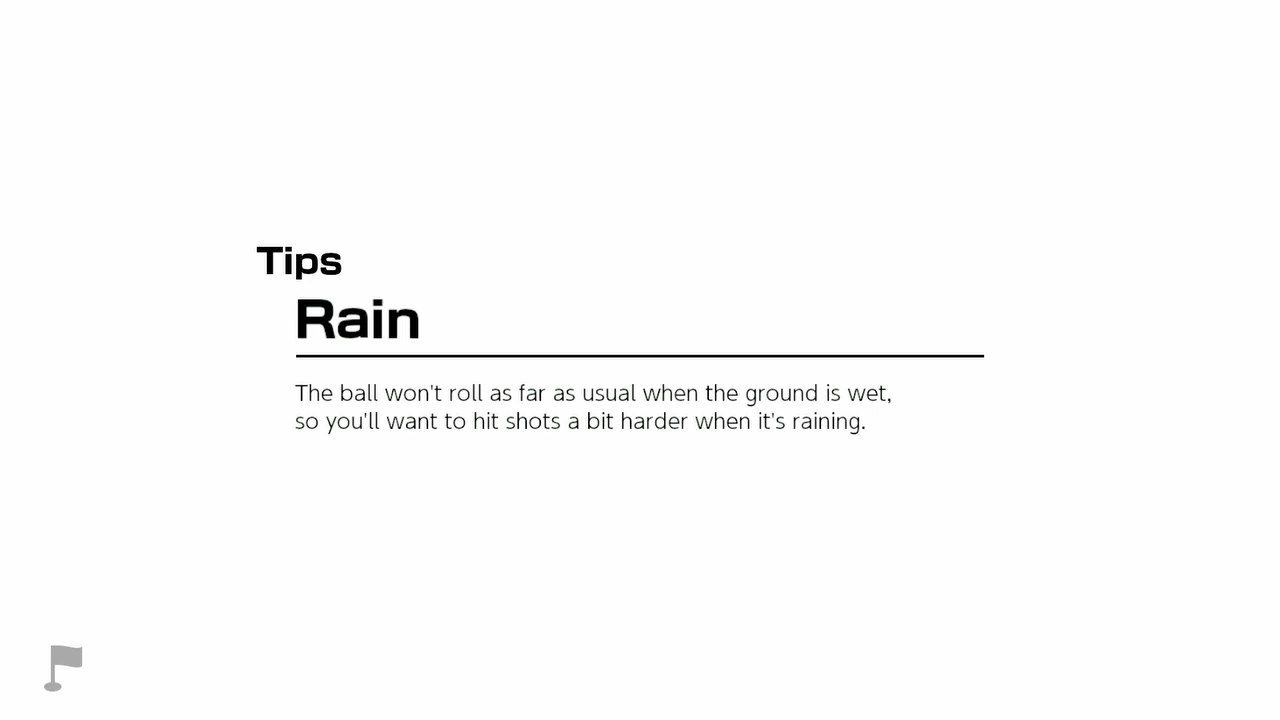 Tips
Rain
The ball won't roll as far as usual when the ground is wet,
so you'll want to hit shots a bit harder when it's raining.